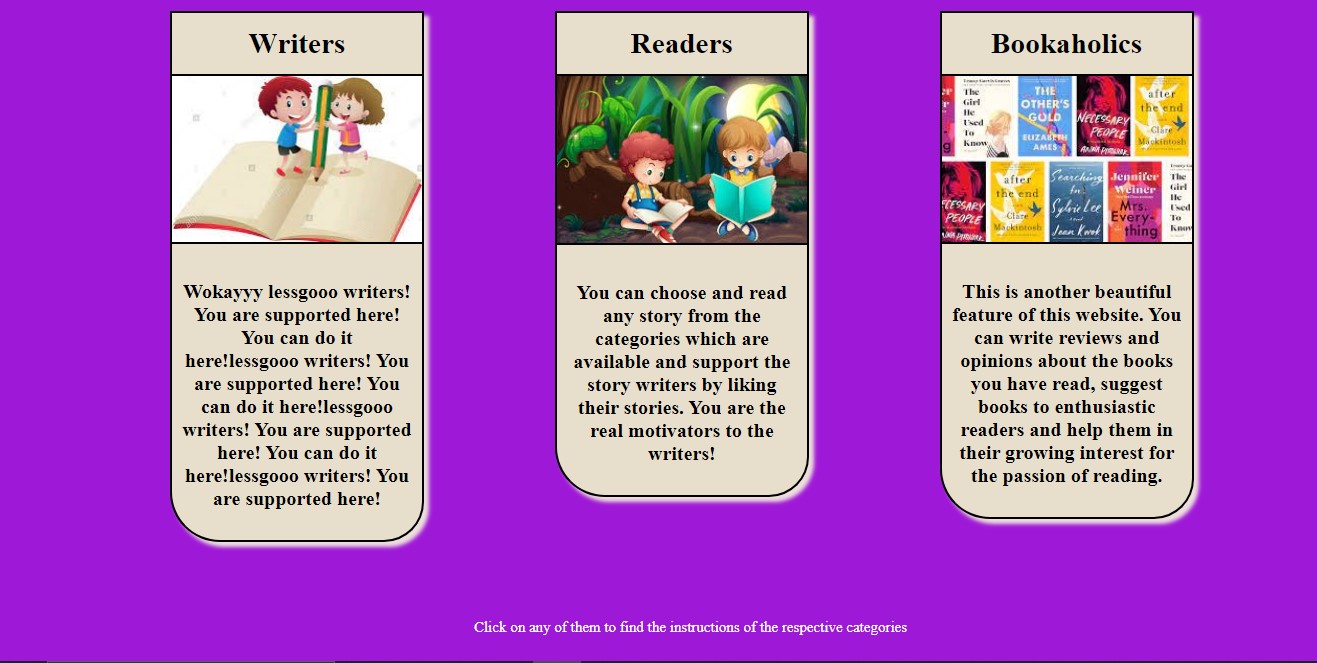 Writers
Wokayyy lessgooo writers!
You are supported here!
You can do it
here!lessgooo writers! You
are supported here! You
can do it here!lessgooo
writers! You are supported
here! You can do it
here!lessgooo writers! You
are supported here!
Readers
You can choose and read
any story from the
categories which are
available and support the
story writers by liking
their stories. You are the
real motivators to the
writers!
Bookaholics
The
Girl
He
Used
To
Know
THE
OTHER'S
GOLD
ELIZABETH
AMES
NECESSARY
PEOPLE
after
the end
Clare
Mackintosh
PEOPLE
after
the end
Clare
Mackintosh
Searching
for
Sylvie Lee
Jean Kwok
Jennifer
Weiner
Mrs.
Every-
thing
The
Girl
He
Used
To
Know
This is another beautiful
feature of this website. You
can write reviews and
opinions about the books
you have read, suggest
books to enthusiastic
readers and help them in
their growing interest for
the passion of reading.
Click on any of them to find the instructions of the respective categories